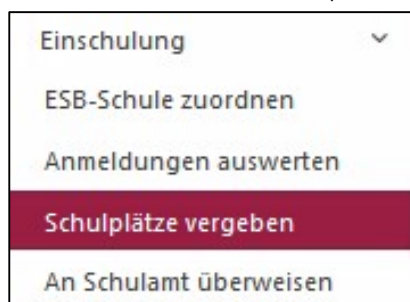 Einschulung
ESB-Schule zuordnen
Anmeldungen auswerten
Schulplätze vergeben
An Schulamt überweisen